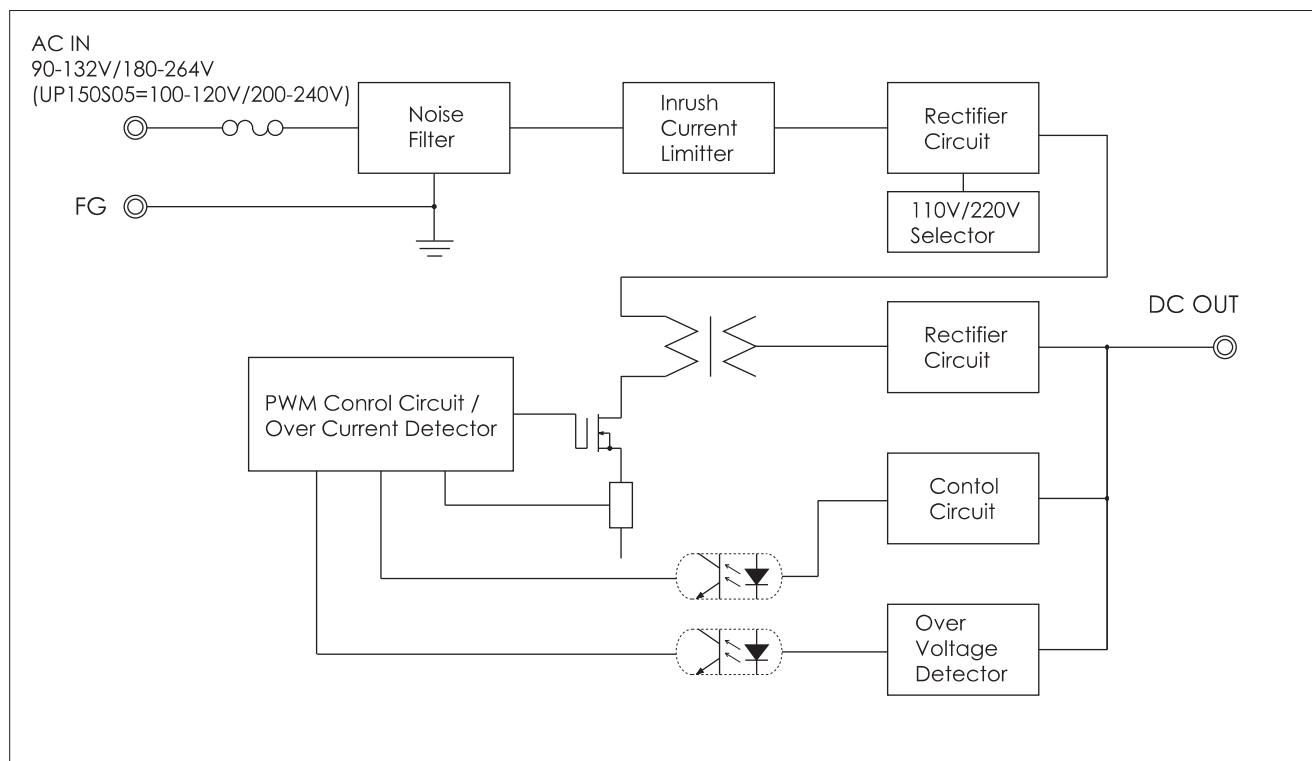 AC IN
90-132V/180-264V
(UP150S05=100-120V/200-240V)
Noise
Filter
Inrush
Current
Limitter
Rectifier
Circuit
FG
110V/220V
Selector
DC OUT
Rectifier
Circuit
PWM Conrol Circuit /
Over Current Detector
Contol
Circuit
Over
Voltage
Detector